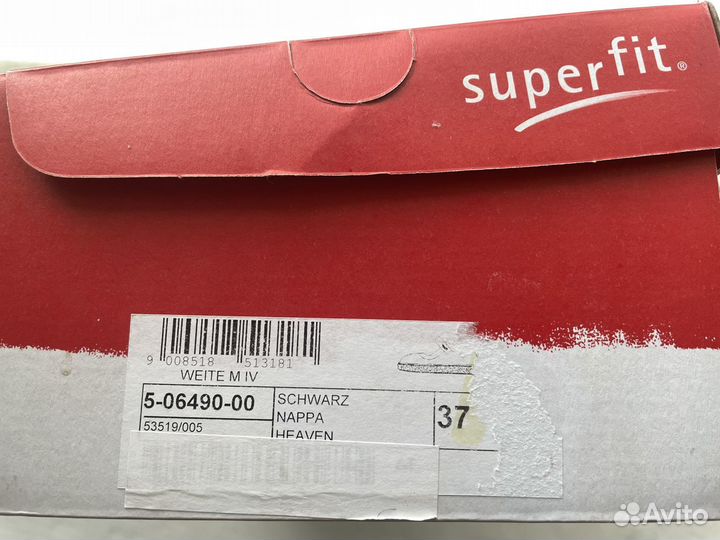 superfit®
9 008518 513181
WEITE M IV
5-06490-00
53519/005
SCHWARZ
NAPPA
HEAVEN
37
Avito